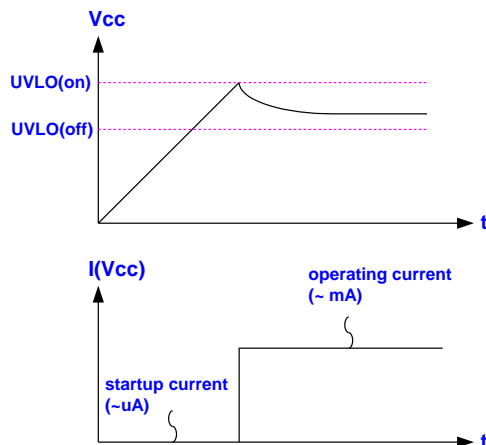 Vcc
UVLO(on)
UVLO(off)
t
I(Vcc)
operating current
(~ mA)
startup current
(~uA)
t